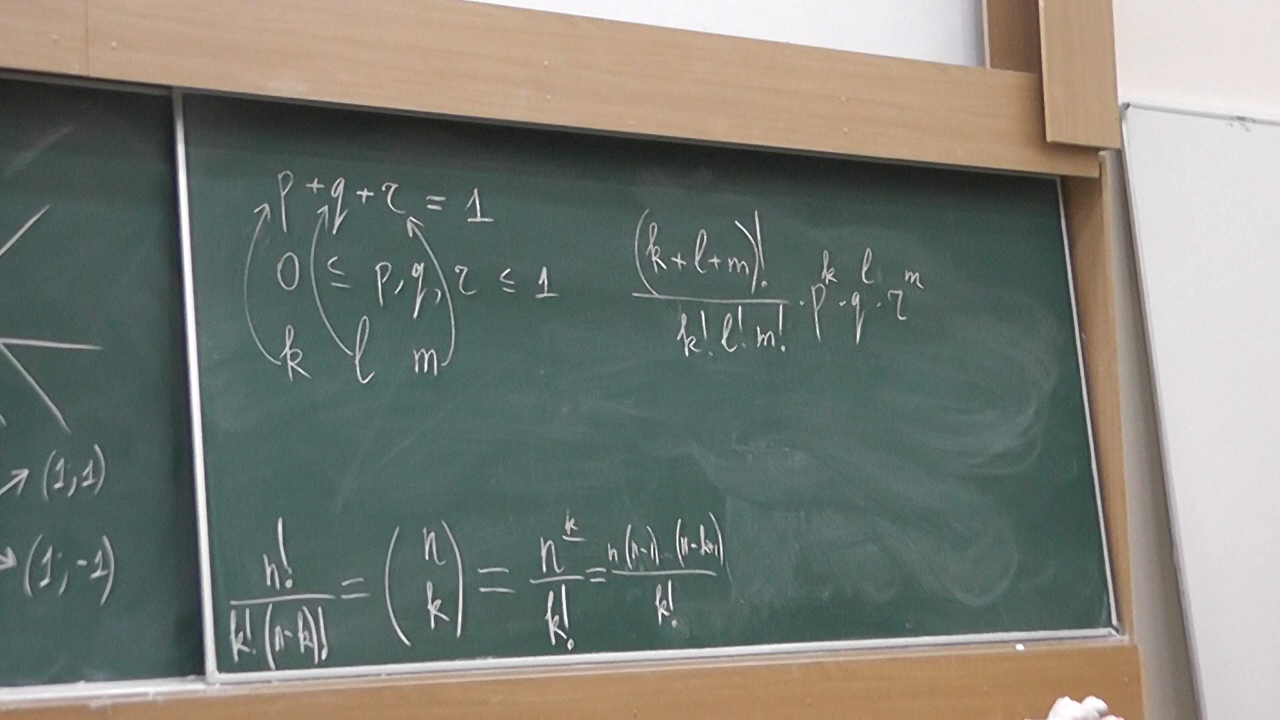 p + q + r = 1
0 ≤ p, q, r ≤ 1
k l m
(k+l+m)! / k! l! m! · p^k · q^l · r^m
→ (1,1)
→ (1;-1)
n! / k! (n-k)! = (n k) = n^k̲ / k! = n(n-1)...(n-k+1) / k!